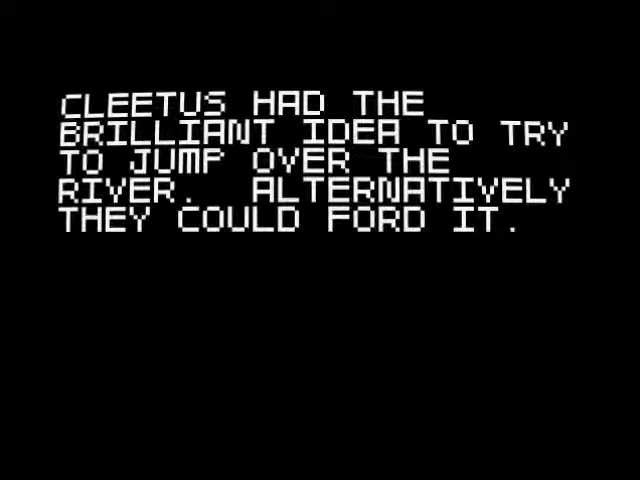 CLEETUS HAD THE
BRILLIANT IDEA TO TRY
TO JUMP OVER THE
RIVER.  ALTERNATIVELY
THEY COULD FORD IT.